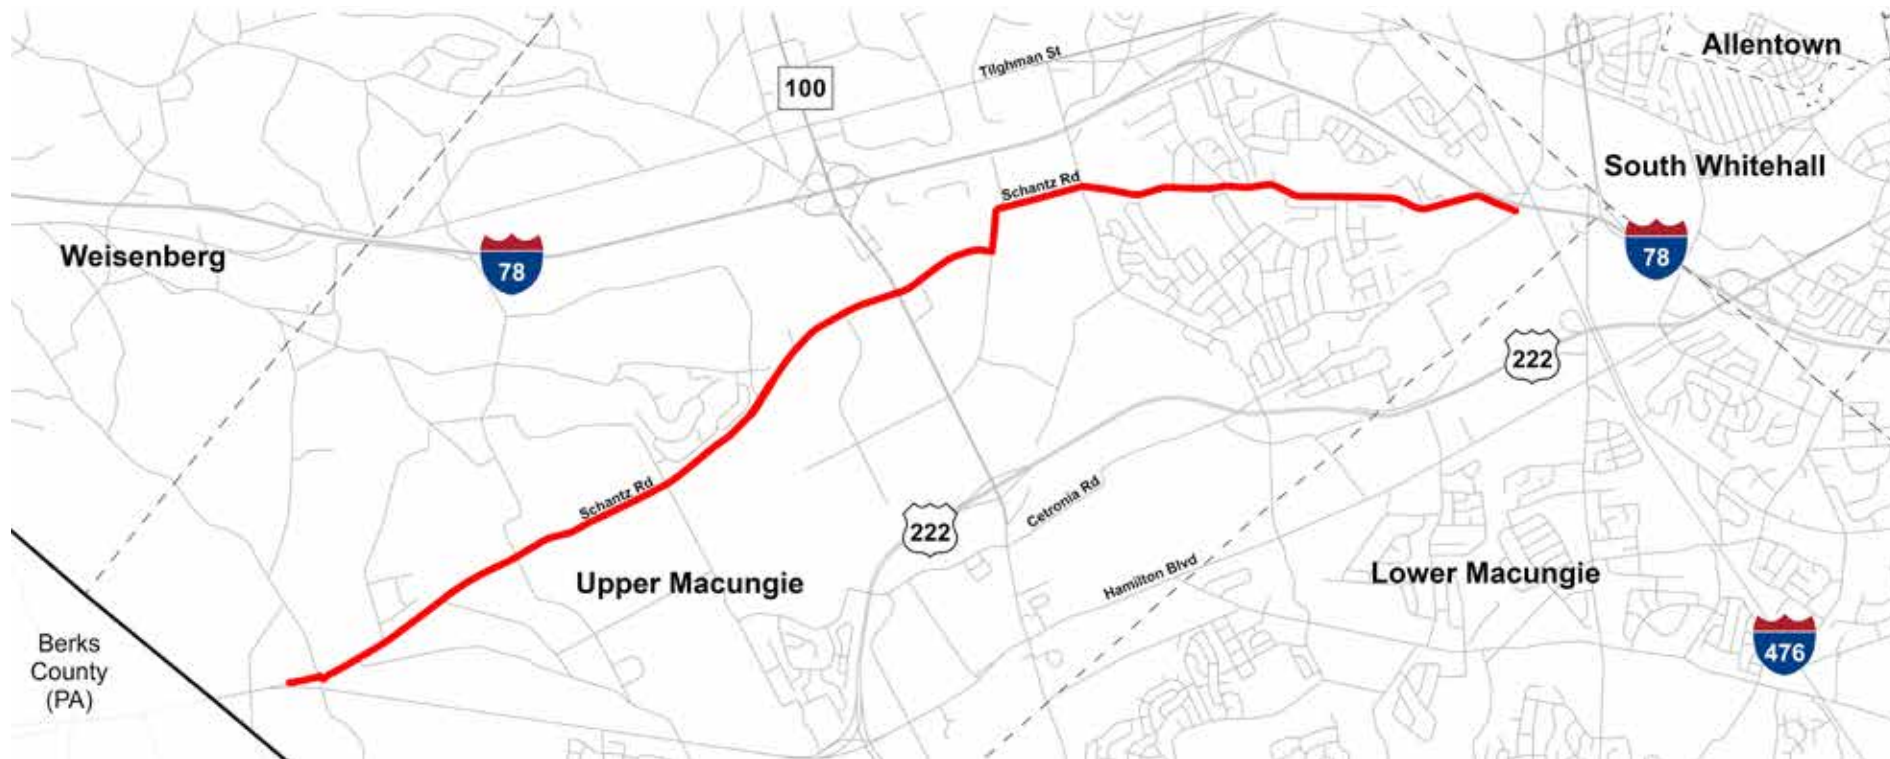 Allentown
Tilghman St
100
South Whitehall
Schantz Rd
Weisenberg
78
78
222
Schantz Rd
222
Cetronia Rd
Upper Macungie
Hamilton Blvd
Lower Macungie
Berks
County
(PA)
476